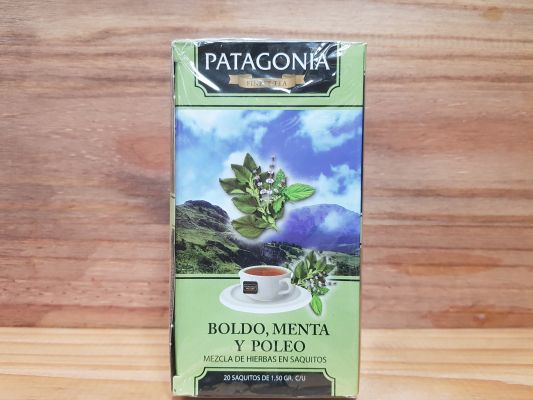 PATAGONIA
FINEST TEA
BOLDO, MENTA
Y POLEO
MEZCLA DE HIERBAS EN SAQUITOS
20 SAQUITOS DE 1,50 GR. C/U